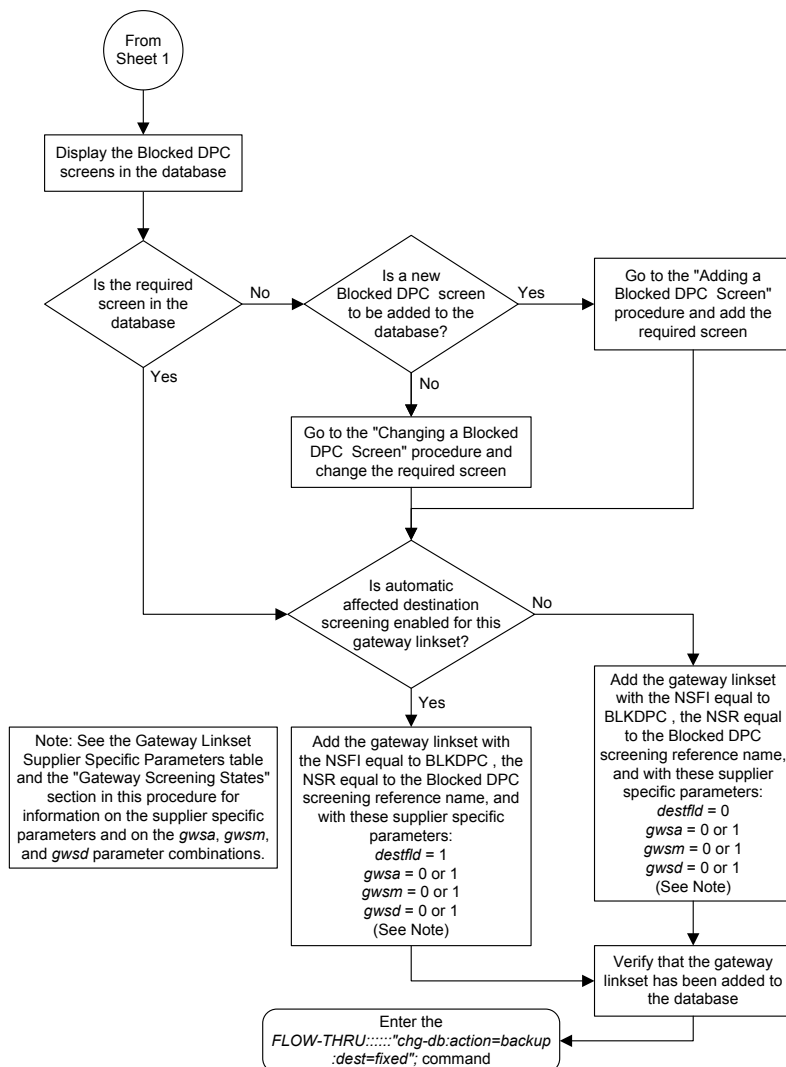 From
Sheet 1
Display the Blocked DPC
screens in the database
Is the required
screen in the
database
No
Is a new
Blocked DPC screen
to be added to the
database?
Yes
Go to the "Adding a
Blocked DPC Screen"
procedure and add the
required screen
Yes
No
Go to the "Changing a Blocked
DPC Screen" procedure and
change the required screen
Is automatic
affected destination
screening enabled for this
gateway linkset?
No
Yes
Add the gateway linkset
with the NSFI equal to
BLKDPC , the NSR equal
to the Blocked DPC
screening reference name,
and with these supplier
specific parameters:
destfld = 0
gwsa = 0 or 1
gwsm = 0 or 1
gwsd = 0 or 1
(See Note)
Note: See the Gateway Linkset
Supplier Specific Parameters table
and the "Gateway Screening States"
section in this procedure for
information on the supplier specific
parameters and on the gwsa, gwsm,
and gwsd parameter combinations.
Add the gateway linkset with
the NSFI equal to BLKDPC , the
NSR equal to the Blocked DPC
screening reference name, and
with these supplier specific
parameters:
destfld = 1
gwsa = 0 or 1
gwsm = 0 or 1
gwsd = 0 or 1
(See Note)
Verify that the gateway
linkset has been added to
the database
Enter the
FLOW-THRU::::::"chg-db:action=backup
:dest=fixed"; command